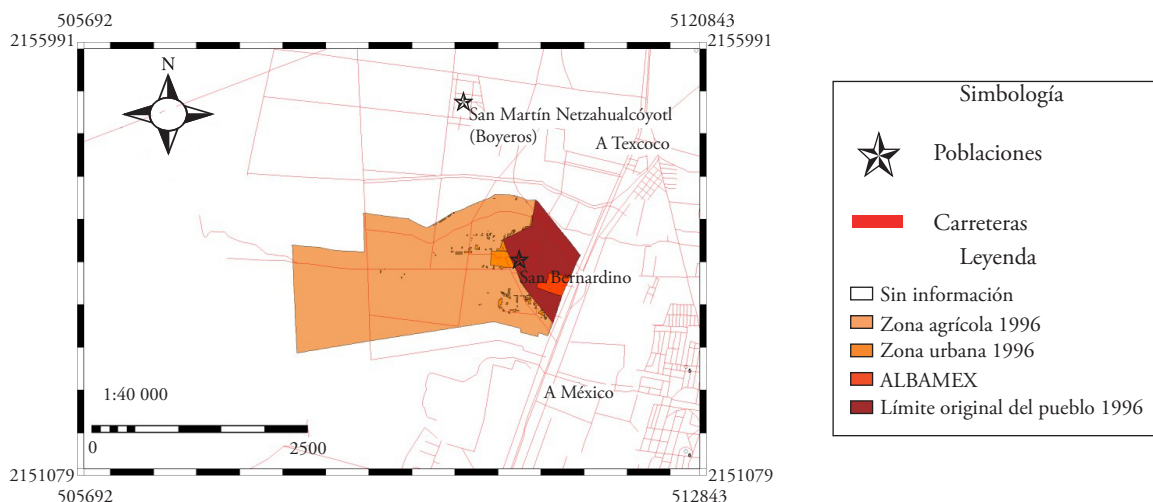 505692
5120843
2155991
2155991
N
San Martín Netzahualcóyotl
(Boyeros)
A Texcoco
San Bernardino
A México
1:40 000
0
2500
2151079
2151079
505692
512843
Simbología
Poblaciones
Carreteras
Leyenda
Sin información
Zona agrícola 1996
Zona urbana 1996
ALBAMEX
Límite original del pueblo 1996